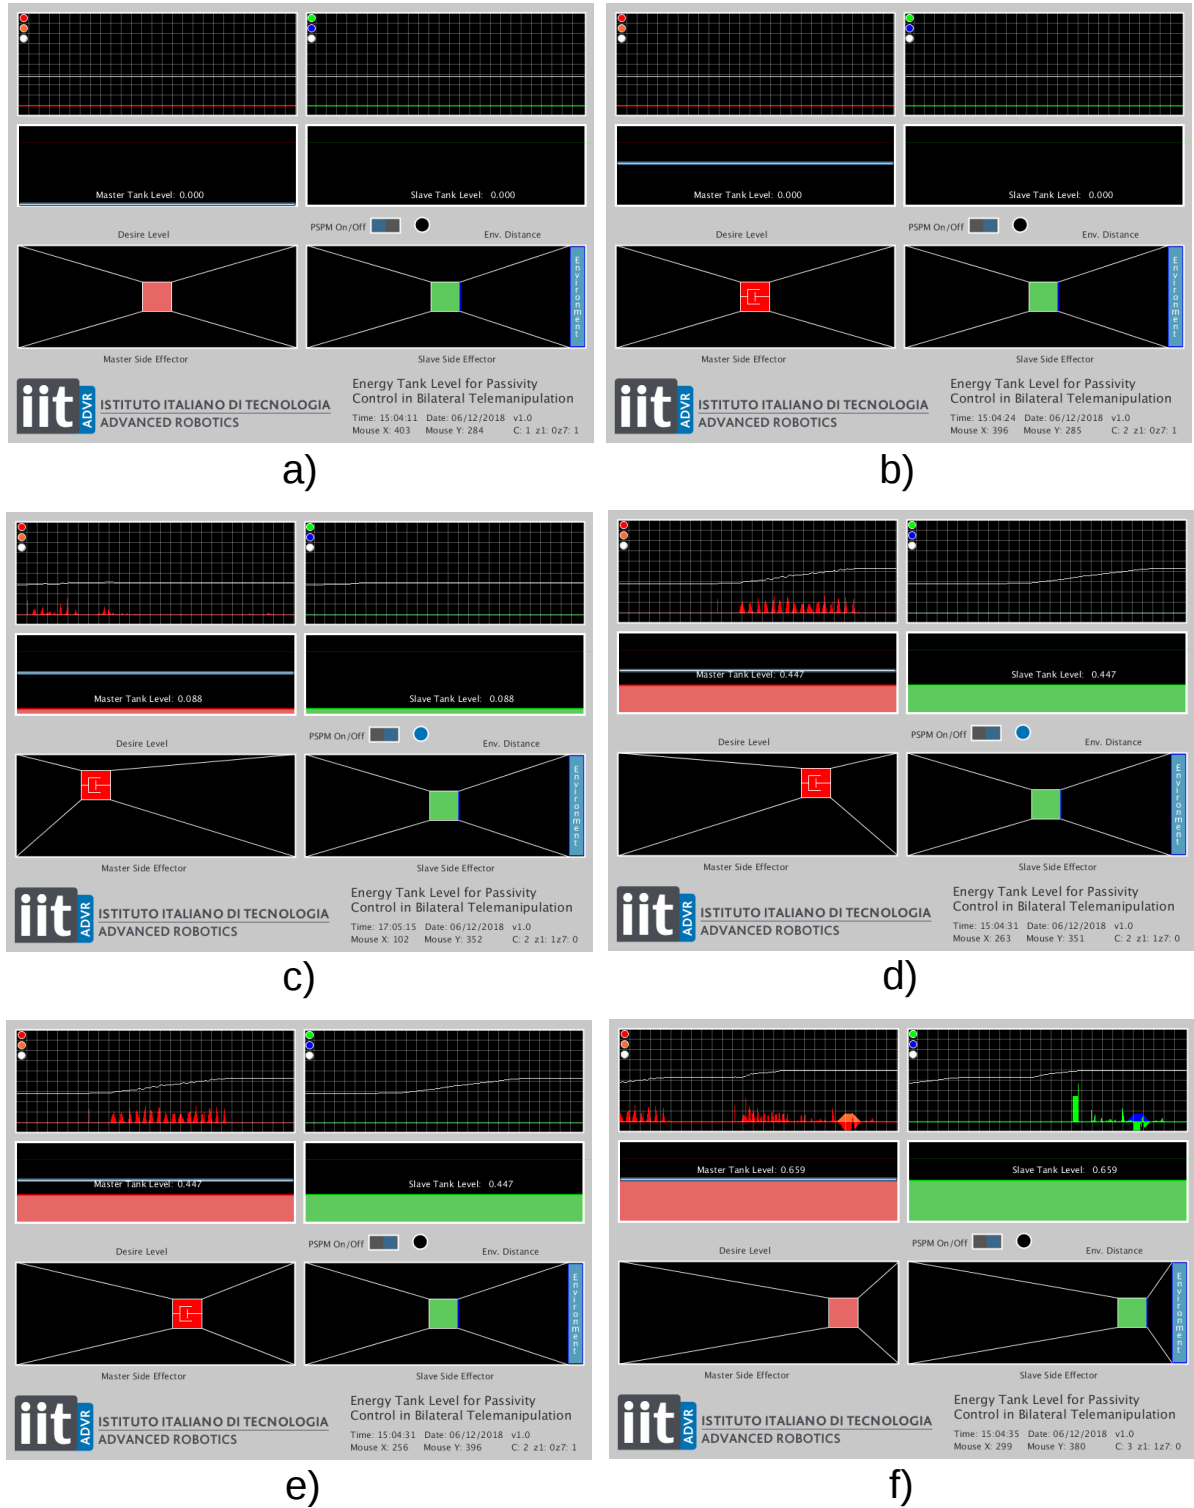 Master Tank Level: 0.000
Slave Tank Level: 0.000
PSPM On/Off
Desire Level
Env. Distance
Environment
Master Side Effector
Slave Side Effector
iit ADVR
ISTITUTO ITALIANO DI TECNOLOGIA
ADVANCED ROBOTICS
Energy Tank Level for Passivity
Control in Bilateral Telemanipulation
Time: 15:04:11 Date: 06/12/2018 v1.0
Mouse X: 403 Mouse Y: 284 C: 1 z1: 0z7: 1
a)
Master Tank Level: 0.000
Slave Tank Level: 0.000
PSPM On/Off
Desire Level
Env. Distance
Environment
Master Side Effector
Slave Side Effector
iit ADVR
ISTITUTO ITALIANO DI TECNOLOGIA
ADVANCED ROBOTICS
Energy Tank Level for Passivity
Control in Bilateral Telemanipulation
Time: 15:04:24 Date: 06/12/2018 v1.0
Mouse X: 396 Mouse Y: 285 C: 2 z1: 0z7: 1
b)
Master Tank Level: 0.088
Slave Tank Level: 0.088
PSPM On/Off
Desire Level
Env. Distance
Environment
Master Side Effector
Slave Side Effector
iit ADVR
ISTITUTO ITALIANO DI TECNOLOGIA
ADVANCED ROBOTICS
Energy Tank Level for Passivity
Control in Bilateral Telemanipulation
Time: 17:05:15 Date: 06/12/2018 v1.0
Mouse X: 102 Mouse Y: 352 C: 2 z1: 1z7: 0
c)
Master Tank Level: 0.447
Slave Tank Level: 0.447
PSPM On/Off
Desire Level
Env. Distance
Environment
Master Side Effector
Slave Side Effector
iit ADVR
ISTITUTO ITALIANO DI TECNOLOGIA
ADVANCED ROBOTICS
Energy Tank Level for Passivity
Control in Bilateral Telemanipulation
Time: 15:04:31 Date: 06/12/2018 v1.0
Mouse X: 263 Mouse Y: 351 C: 2 z1: 1z7: 0
d)
Master Tank Level: 0.447
Slave Tank Level: 0.447
PSPM On/Off
Desire Level
Env. Distance
Environment
Master Side Effector
Slave Side Effector
iit ADVR
ISTITUTO ITALIANO DI TECNOLOGIA
ADVANCED ROBOTICS
Energy Tank Level for Passivity
Control in Bilateral Telemanipulation
Time: 15:04:31 Date: 06/12/2018 v1.0
Mouse X: 256 Mouse Y: 396 C: 2 z1: 0z7: 1
e)
Master Tank Level: 0.659
Slave Tank Level: 0.659
PSPM On/Off
Desire Level
Env. Distance
Environment
Master Side Effector
Slave Side Effector
iit ADVR
ISTITUTO ITALIANO DI TECNOLOGIA
ADVANCED ROBOTICS
Energy Tank Level for Passivity
Control in Bilateral Telemanipulation
Time: 15:04:35 Date: 06/12/2018 v1.0
Mouse X: 299 Mouse Y: 380 C: 3 z1: 1z7: 0
f)